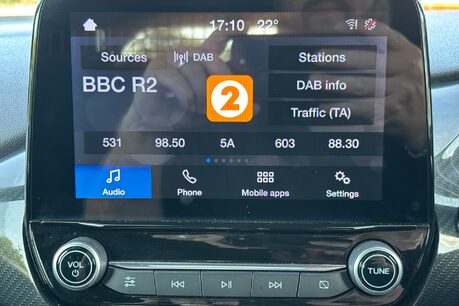 17:10 22°
Sources DAB Stations
BBC R2 2 DAB info
Traffic (TA)
531 98.50 5A 603 88.30
Audio Phone Mobile apps Settings
VOL TUNE